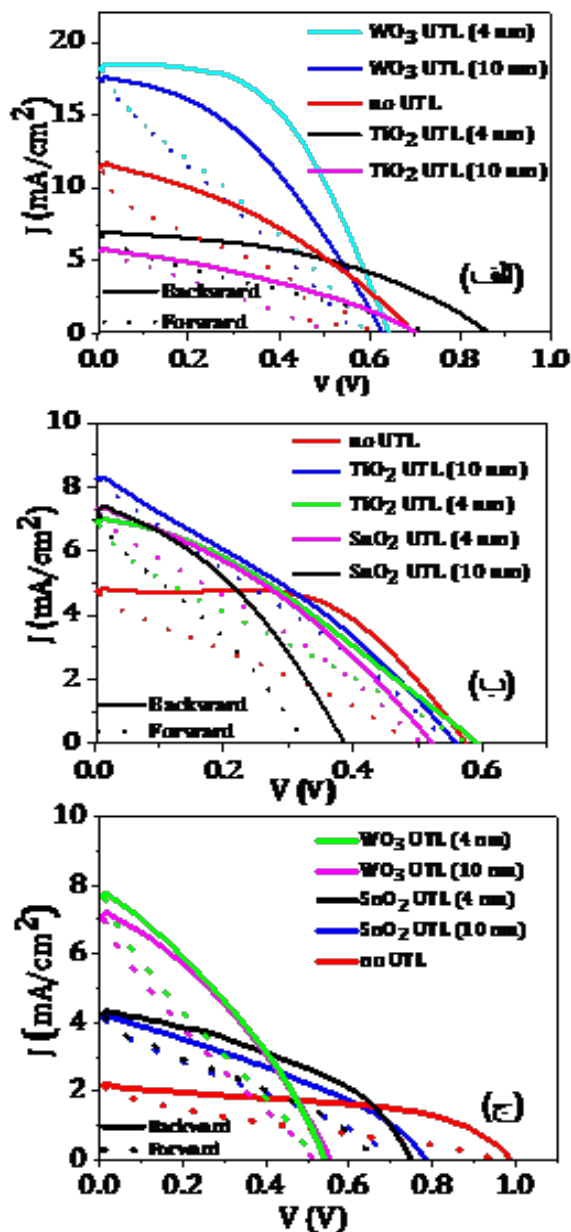 20
15
10
5
0
J (mA/cm²)
WO₃ UTL (4 nm)
WO₃ UTL (10 nm)
no UTL
TiO₂ UTL (4 nm)
TiO₂ UTL (10 nm)
(الف)
Backward
Forward
0.0 0.2 0.4 0.6 0.8 1.0
V (V)
10
8
6
4
2
0
J (mA/cm²)
no UTL
TiO₂ UTL (10 nm)
TiO₂ UTL (4 nm)
SnO₂ UTL (4 nm)
SnO₂ UTL (10 nm)
(ب)
Backward
Forward
0.0 0.2 0.4 0.6
V (V)
10
8
6
4
2
0
J (mA/cm²)
WO₃ UTL (4 nm)
WO₃ UTL (10 nm)
SnO₂ UTL (4 nm)
SnO₂ UTL (10 nm)
no UTL
(ج)
Backward
Forward
0.0 0.2 0.4 0.6 0.8 1.0
V (V)